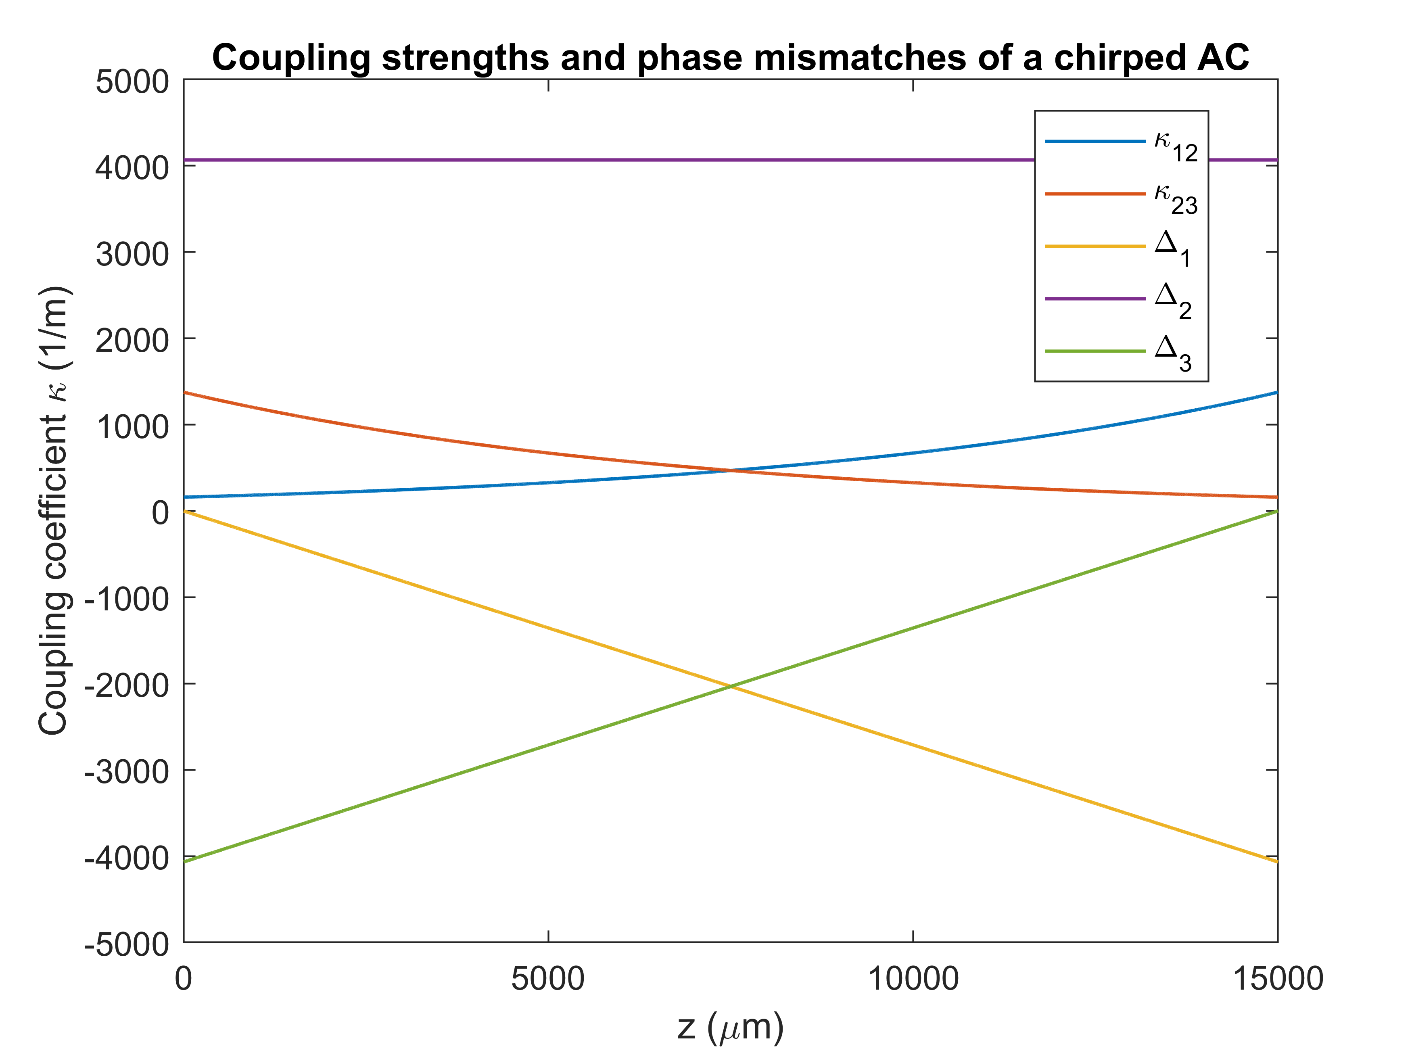 Coupling strengths and phase mismatches of a chirped AC
5000
4000
3000
2000
1000
0
-1000
-2000
-3000
-4000
-5000
Coupling coefficient κ (1/m)
κ12
κ23
Δ1
Δ2
Δ3
0
5000
10000
15000
z (μm)